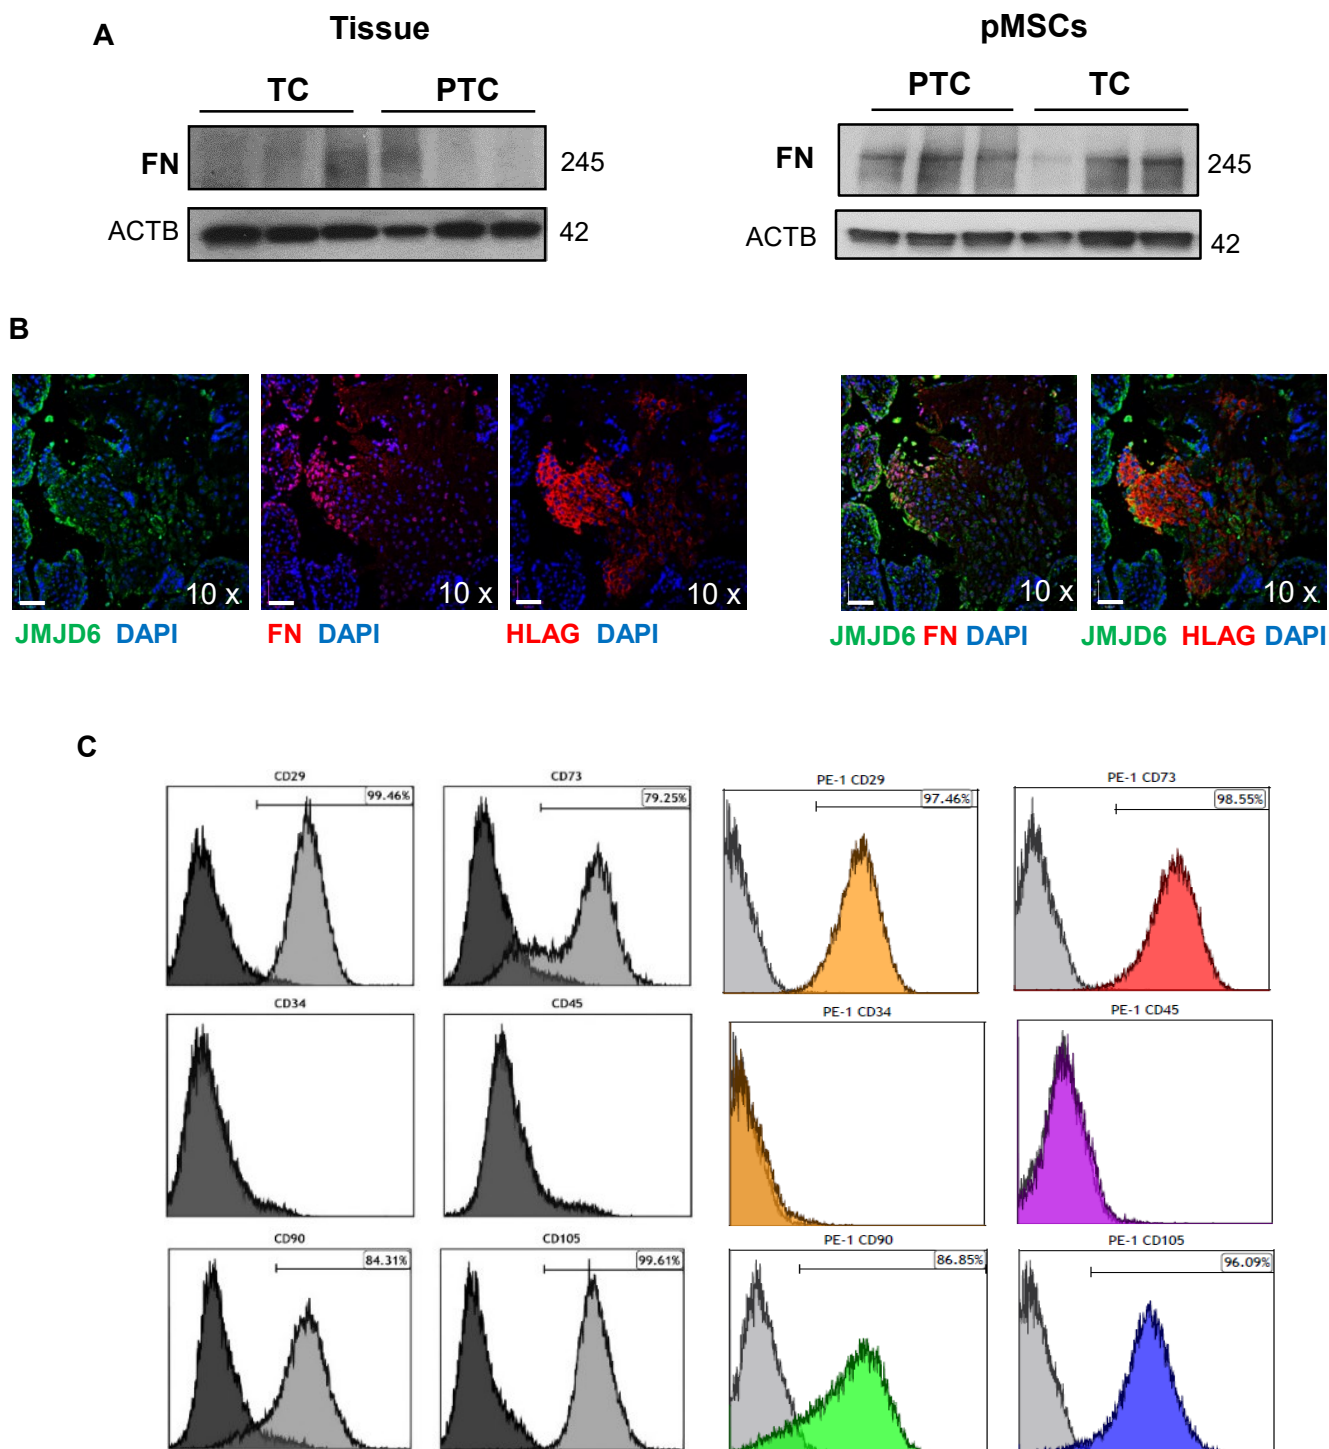 A
Tissue
pMSCs
TC PTC
PTC TC
FN 245
FN 245
ACTB 42
ACTB 42
B
10 x
10 x
10 x
10 x
10 x
JMJD6 DAPI
FN DAPI
HLAG DAPI
JMJD6 FN DAPI
JMJD6 HLAG DAPI
C
CD29
99.46%
CD73
79.25%
PE-1 CD29
97.46%
PE-1 CD73
98.55%
CD34
CD45
PE-1 CD34
PE-1 CD45
CD90
84.31%
CD105
99.61%
PE-1 CD90
86.85%
PE-1 CD105
96.09%